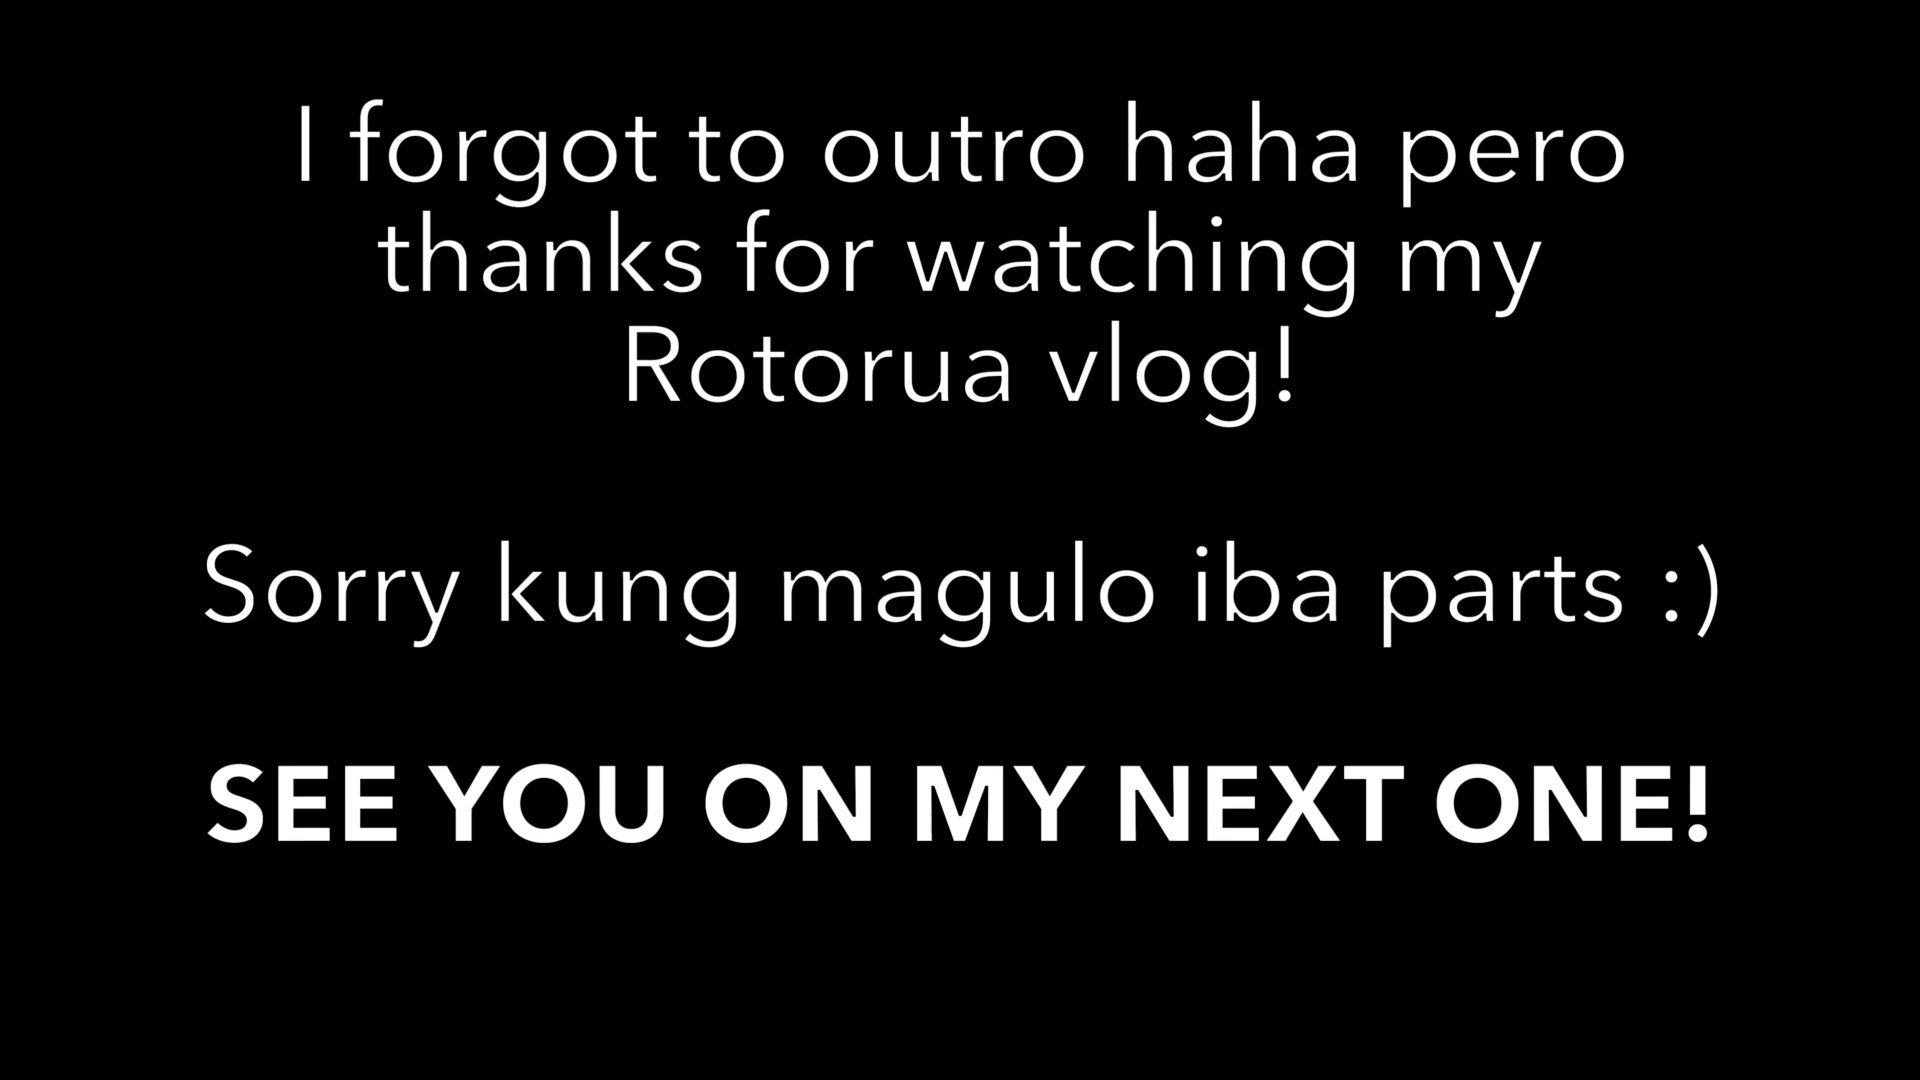 I forgot to outro haha pero
thanks for watching my
Rotorua vlog!
Sorry kung magulo iba parts :)
SEE YOU ON MY NEXT ONE!